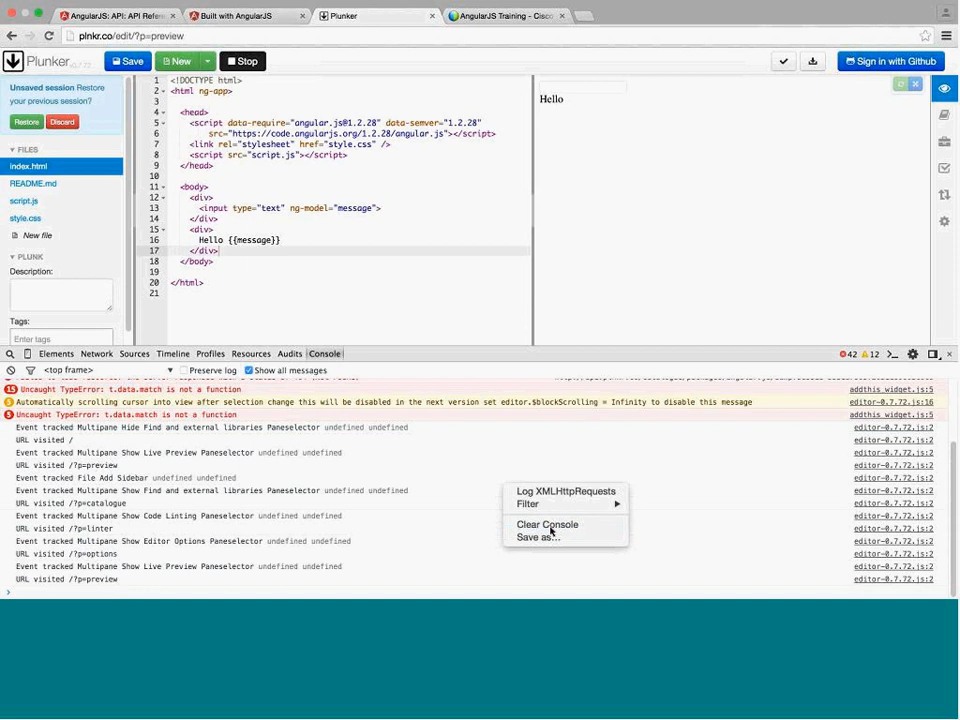 AngularJS: API: API Refer
Built with AngularJS
Plunker
AngularJS Training - Cisco
plnkr.co/edit/?p=preview
Plunker v0.7.72
Save
New
Stop
Sign in with Github
Unsaved session Restore
your previous session?
Restore
Discard
FILES
index.html
README.md
script.js
style.css
New file
PLUNK
Description:
Tags:
Enter tags
1 <!DOCTYPE html>
2 <html ng-app>
3
4 <head>
5 <script data-require="angular.js@1.2.28" data-semver="1.2.28"
6 src="https://code.angularjs.org/1.2.28/angular.js"></script>
7 <link rel="stylesheet" href="style.css" />
8 <script src="script.js"></script>
9 </head>
10
11 <body>
12 <div>
13 <input type="text" ng-model="message">
14 </div>
15 <div>
16 Hello {{message}}
17 </div>
18 </body>
19
20 </html>
21
Hello
Elements Network Sources Timeline Profiles Resources Audits Console
42 12
<top frame>
Preserve log
Show all messages
15 Uncaught TypeError: t.data.match is not a function addthis_widget.js:5
5 Automatically scrolling cursor into view after selection change this will be disabled in the next version set editor.$blockScrolling = Infinity to disable this message editor-0.7.72.js:16
5 Uncaught TypeError: t.data.match is not a function addthis_widget.js:5
Event tracked Multipane Hide Find and external libraries Paneselector undefined undefined editor-0.7.72.js:2
URL visited / editor-0.7.72.js:2
Event tracked Multipane Show Live Preview Paneselector undefined undefined editor-0.7.72.js:2
URL visited /?p=preview editor-0.7.72.js:2
Event tracked File Add Sidebar undefined undefined editor-0.7.72.js:2
Event tracked Multipane Show Find and external libraries Paneselector undefined undefined editor-0.7.72.js:2
URL visited /?p=catalogue editor-0.7.72.js:2
Event tracked Multipane Show Code Linting Paneselector undefined undefined editor-0.7.72.js:2
URL visited /?p=linter editor-0.7.72.js:2
Event tracked Multipane Show Editor Options Paneselector undefined undefined editor-0.7.72.js:2
URL visited /?p=options editor-0.7.72.js:2
Event tracked Multipane Show Live Preview Paneselector undefined undefined editor-0.7.72.js:2
URL visited /?p=preview editor-0.7.72.js:2
Log XMLHttpRequests
Filter
Clear Console
Save as...